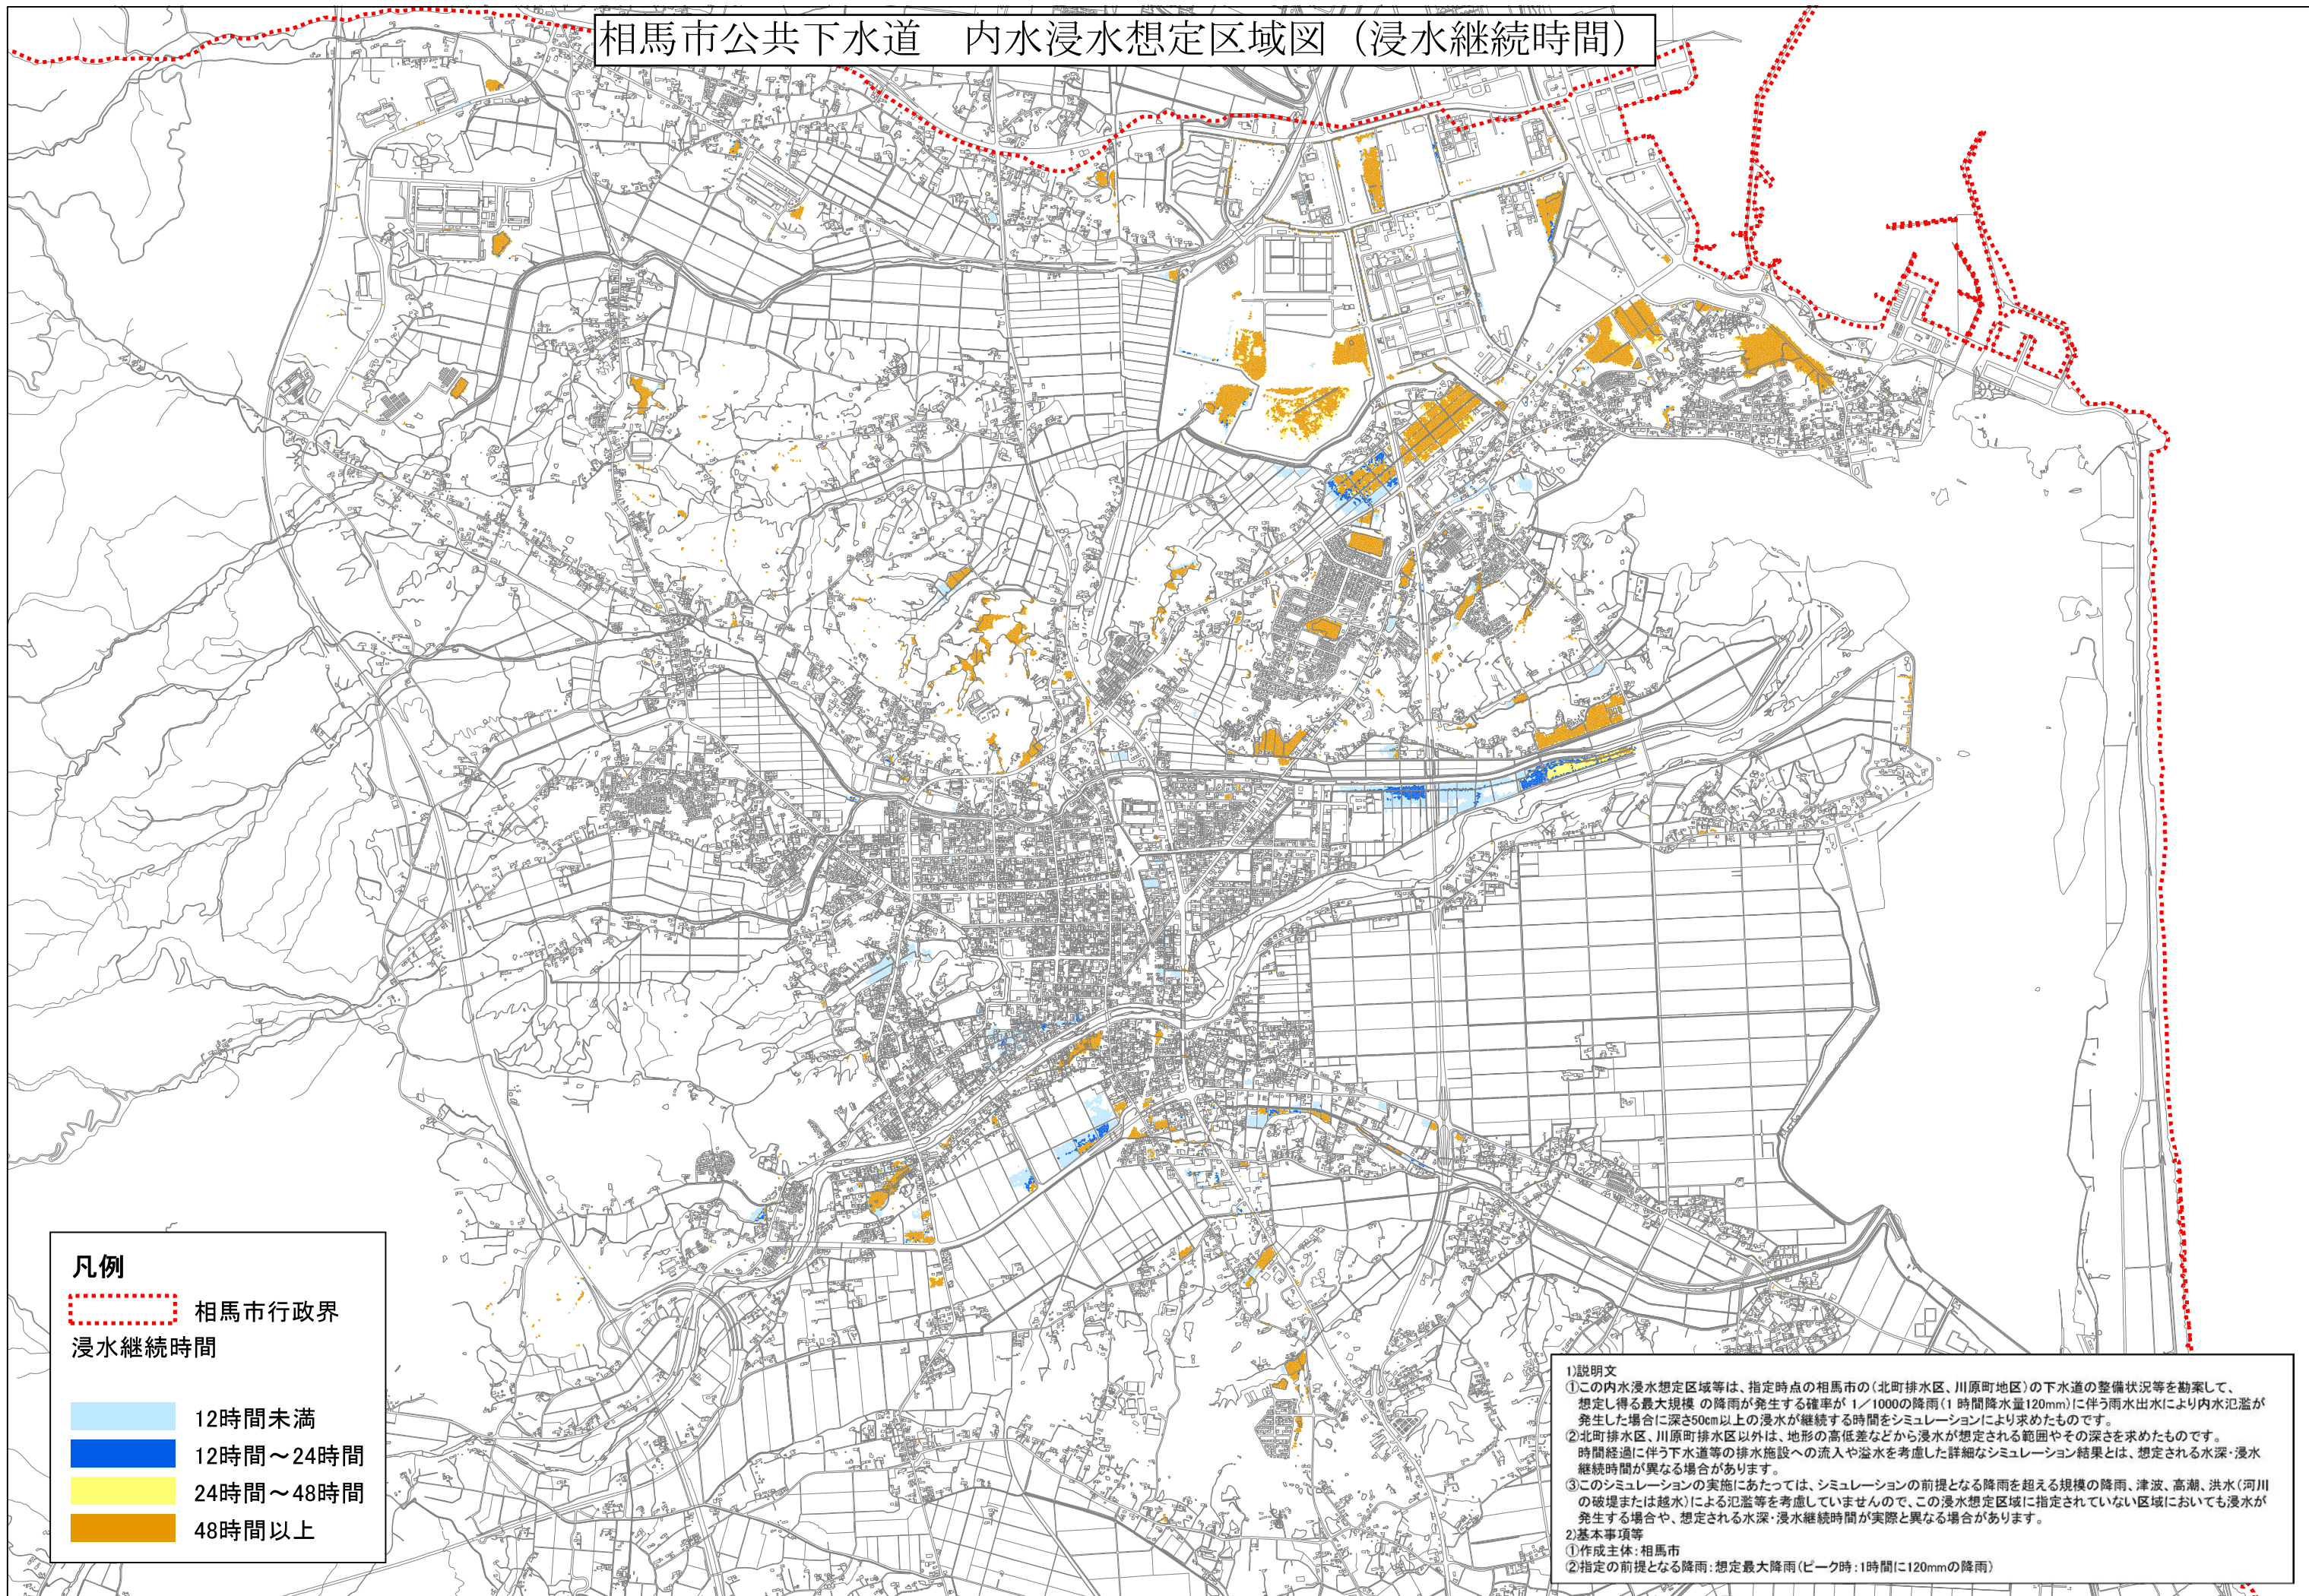 相馬市公共下水道　内水浸水想定区域図（浸水継続時間）
凡例
相馬市行政界
浸水継続時間
12時間未満
12時間～24時間
24時間～48時間
48時間以上
1)説明文
①この内水浸水想定区域等は、指定時点の相馬市の(北町排水区、川原町地区)の下水道の整備状況等を勘案して、
想定し得る最大規模 の降雨が発生する確率が 1／1000の降雨(1 時間降水量120mm)に伴う雨水出水により内水氾濫が
発生した場合に深さ50cm以上の浸水が継続する時間をシミュレーションにより求めたものです。
②北町排水区、川原町排水区以外は、地形の高低差などから浸水が想定される範囲やその深さを求めたものです。
時間経過に伴う下水道等の排水施設への流入や溢水を考慮した詳細なシミュレーション結果とは、想定される水深・浸水
継続時間が異なる場合があります。
③このシミュレーションの実施にあたっては、シミュレーションの前提となる降雨を超える規模の降雨、津波、高潮、洪水(河川
の破堤または越水)による氾濫等を考慮していませんので、この浸水想定区域に指定されていない区域においても浸水が
発生する場合や、想定される水深・浸水継続時間が実際と異なる場合があります。
2)基本事項等
①作成主体：相馬市
②指定の前提となる降雨：想定最大降雨(ピーク時：1時間に120mmの降雨)